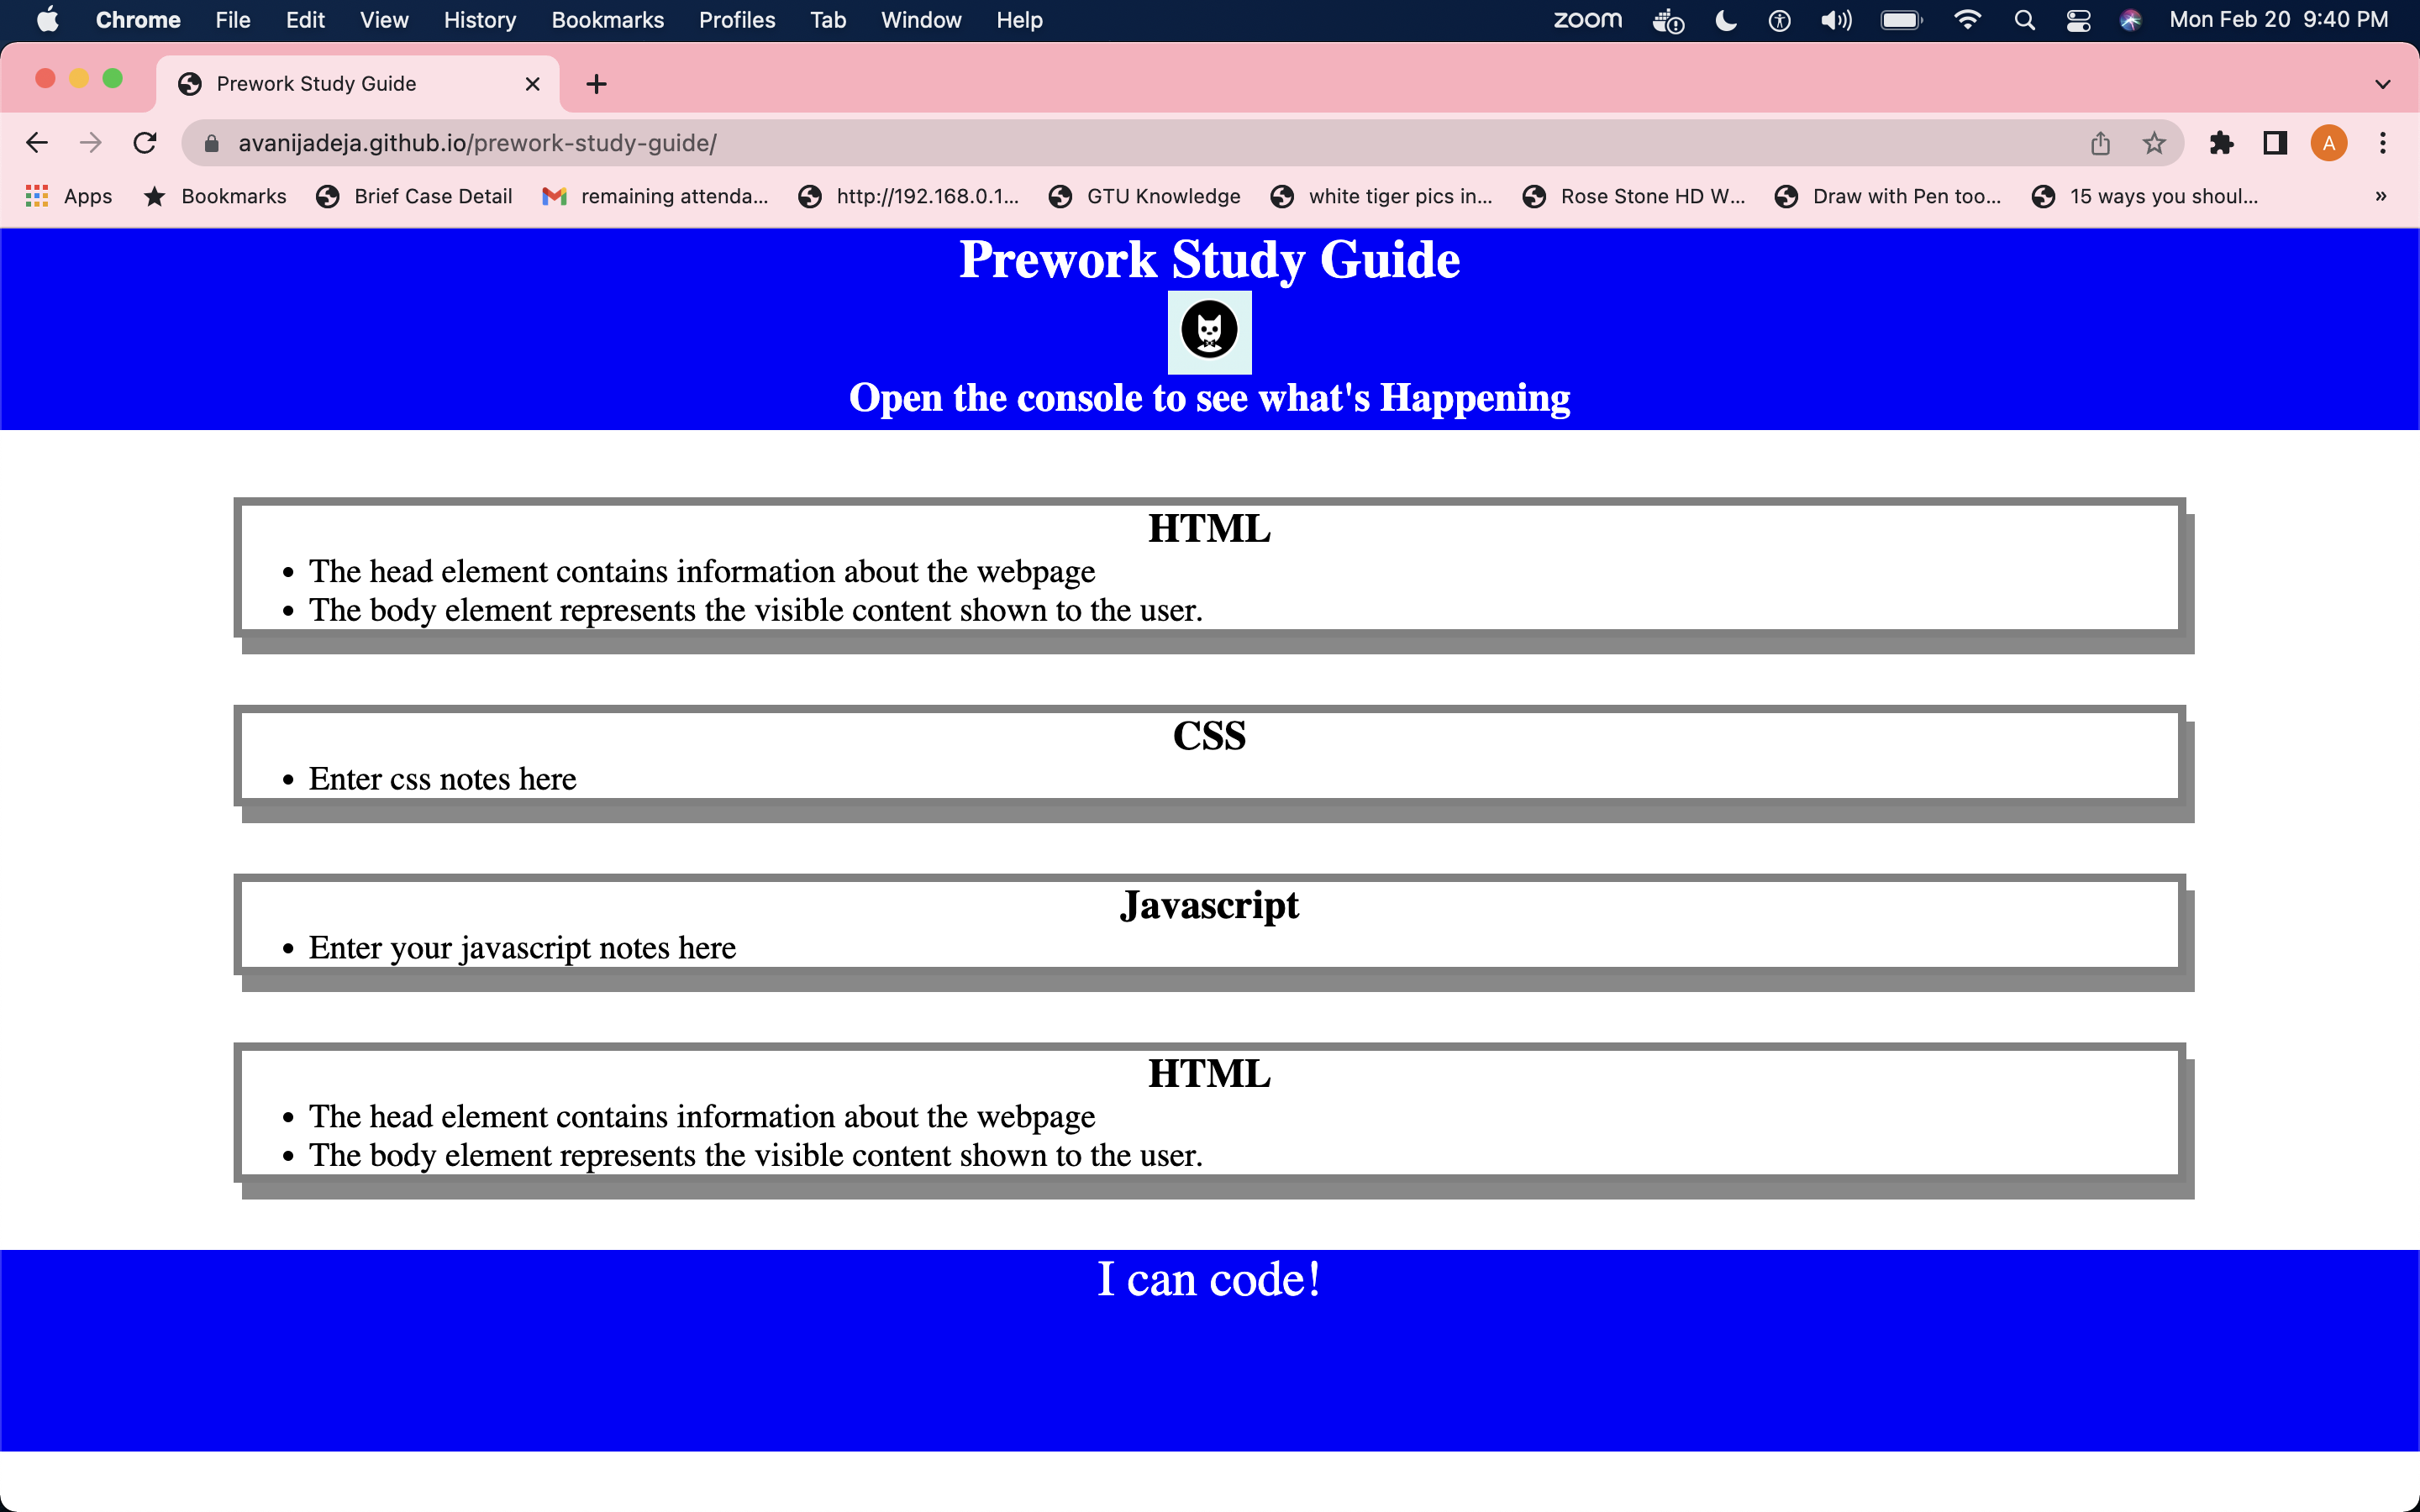 Chrome File Edit View History Bookmarks Profiles Tab Window Help zoom Mon Feb 20 9:40 PM
Prework Study Guide
avanijadeja.github.io/prework-study-guide/ A
Apps Bookmarks Brief Case Detail remaining attenda... http://192.168.0.1... GTU Knowledge white tiger pics in... Rose Stone HD W... Draw with Pen too... 15 ways you shoul... »
Prework Study Guide
Open the console to see what's Happening
HTML
• The head element contains information about the webpage
• The body element represents the visible content shown to the user.
CSS
• Enter css notes here
Javascript
• Enter your javascript notes here
HTML
• The head element contains information about the webpage
• The body element represents the visible content shown to the user.
I can code!